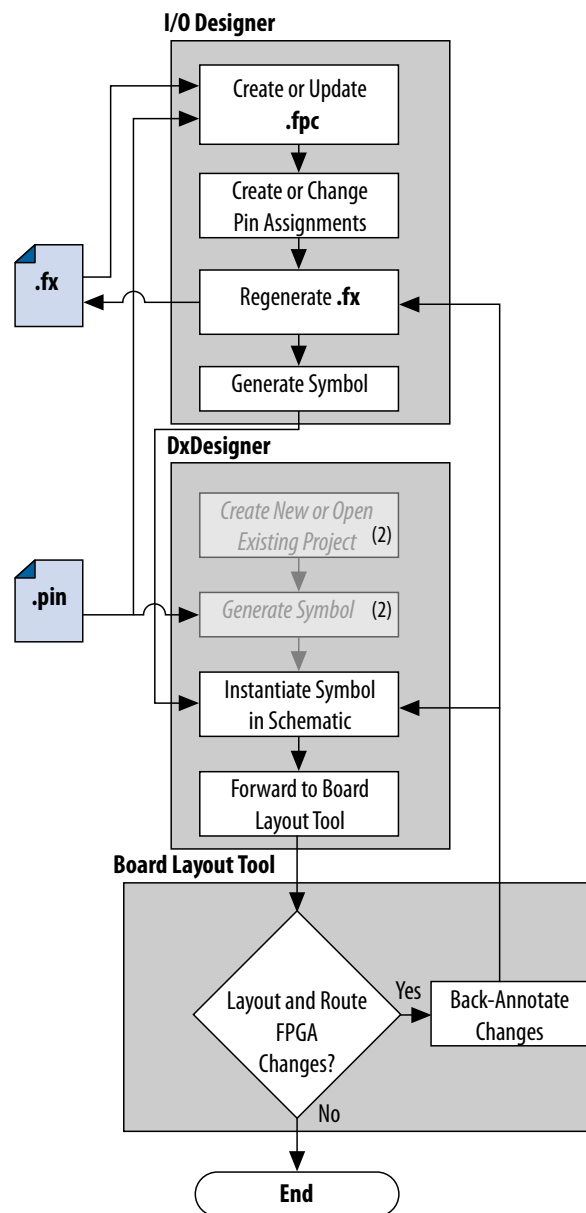 I/O Designer
Create or Update
.fpc
Create or Change
Pin Assignments
.fx
Regenerate .fx
Generate Symbol
DxDesigner
Create New or Open
Existing Project
(2)
.pin
Generate Symbol
(2)
Instantiate Symbol
in Schematic
Forward to Board
Layout Tool
Board Layout Tool
Layout and Route
FPGA
Changes?
Yes
Back-Annotate
Changes
No
End